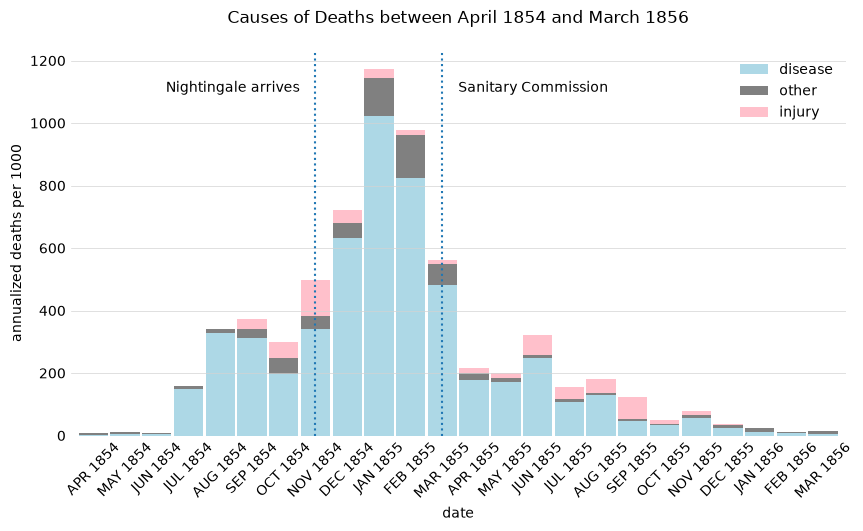 Causes of Deaths between April 1854 and March 1856
annualized deaths per 1000
1200
1000
800
600
400
200
0
Nightingale arrives
Sanitary Commission
disease
other
injury
APR 1854
MAY 1854
JUN 1854
JUL 1854
AUG 1854
SEP 1854
OCT 1854
NOV 1854
DEC 1854
JAN 1855
FEB 1855
MAR 1855
APR 1855
MAY 1855
JUN 1855
JUL 1855
AUG 1855
SEP 1855
OCT 1855
NOV 1855
DEC 1855
JAN 1856
FEB 1856
MAR 1856
date